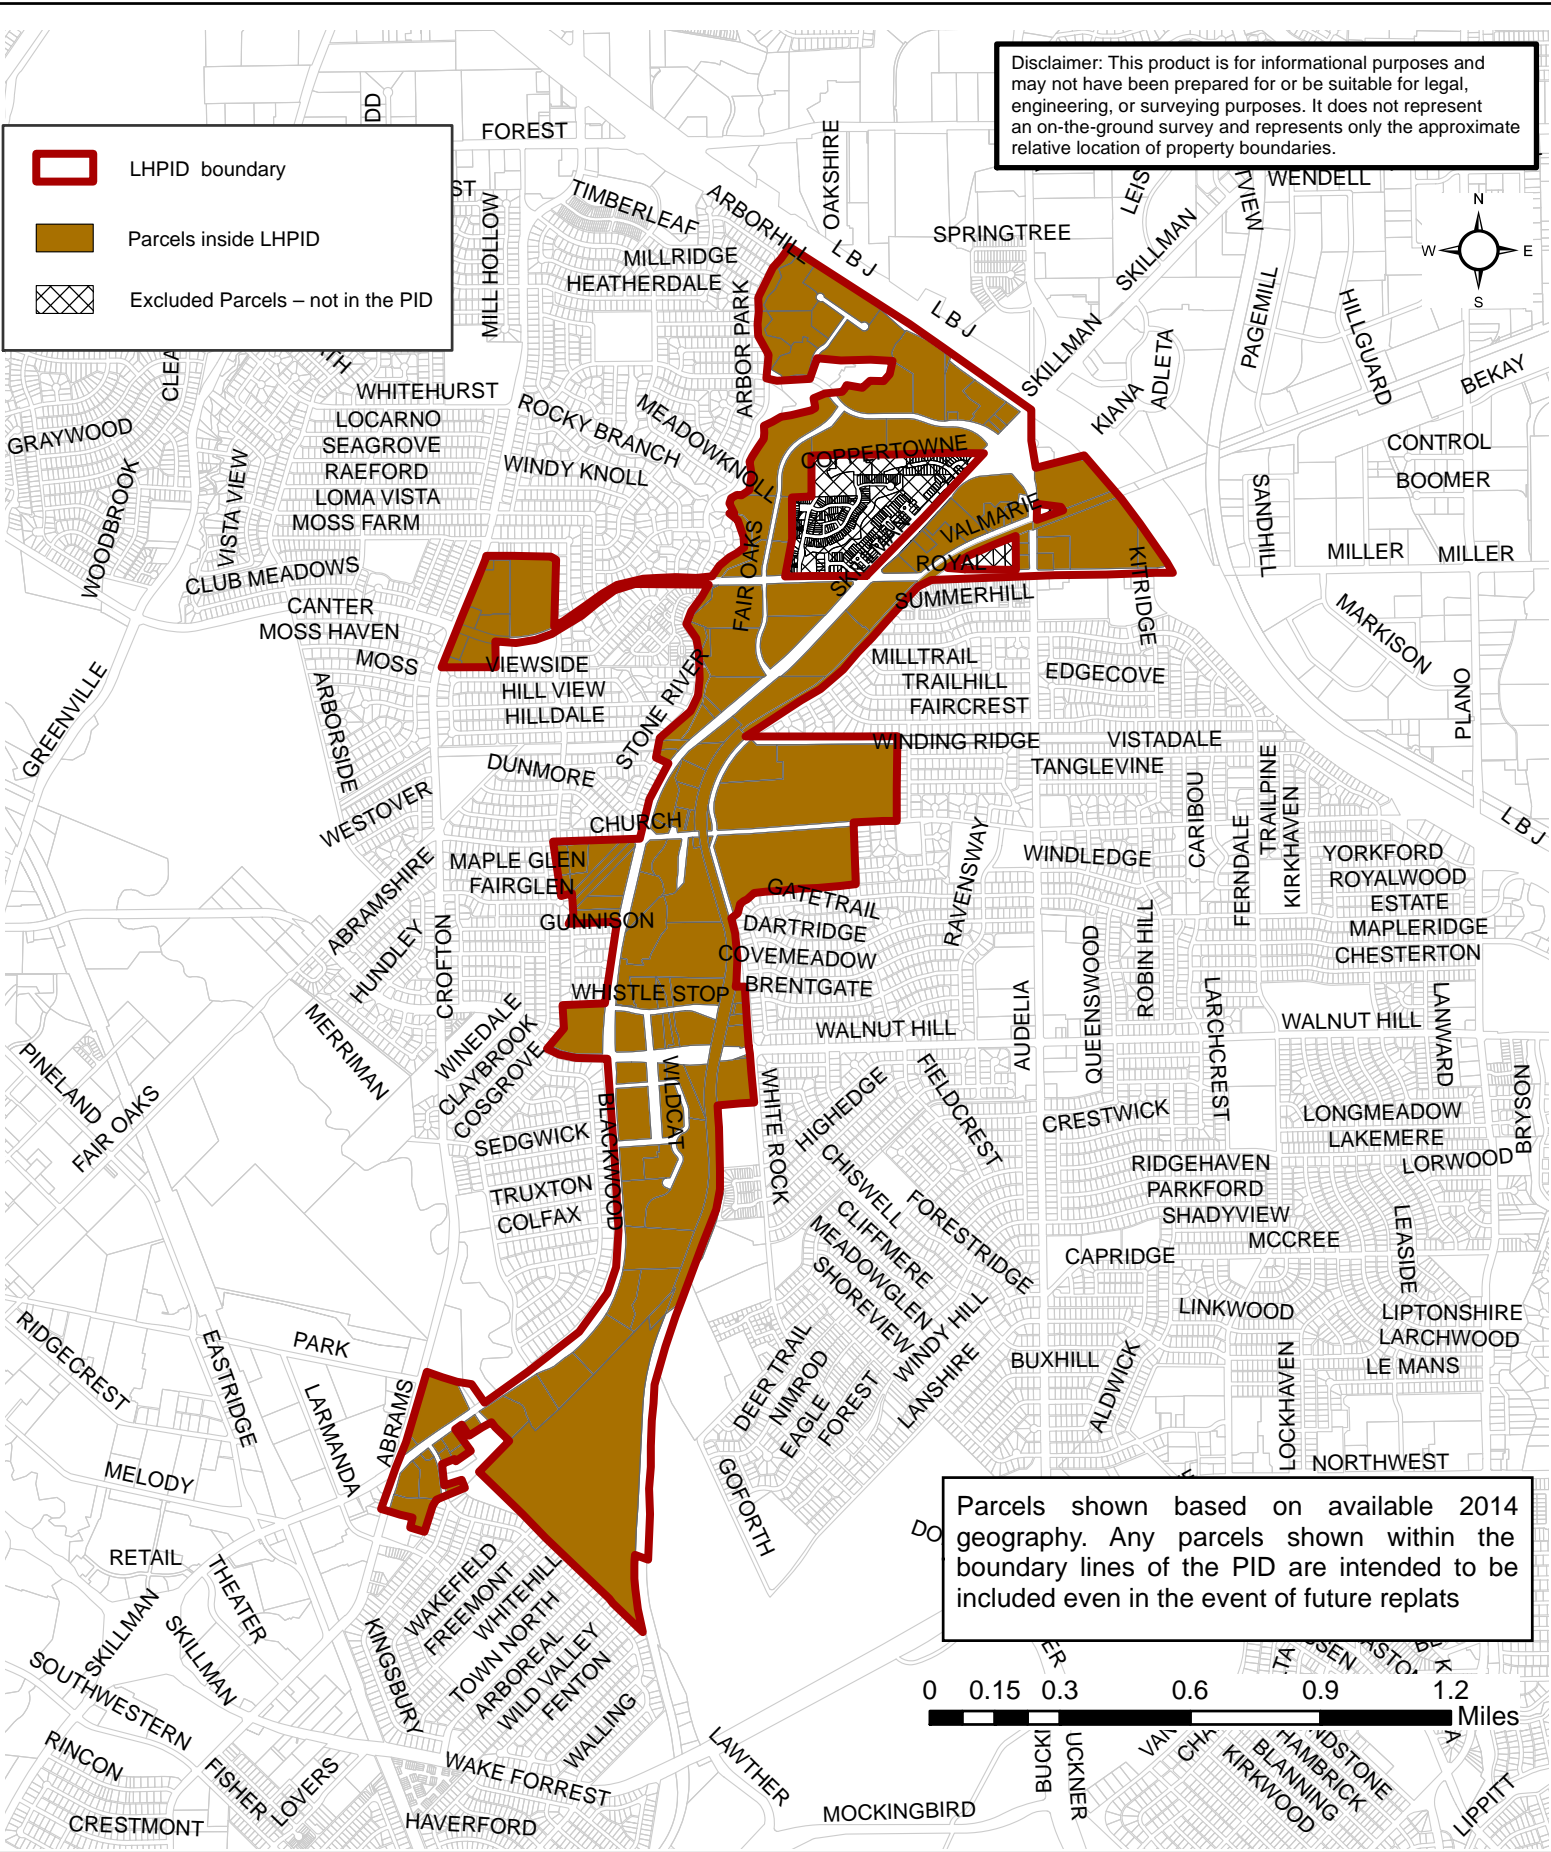 Disclaimer: This product is for informational purposes and
may not have been prepared for or be suitable for legal,
engineering, or surveying purposes. It does not represent
an on-the-ground survey and represents only the approximate
relative location of property boundaries.
LHPID boundary
Parcels inside LHPID
Excluded Parcels – not in the PID
N
W
E
S
FOREST
TIMBERLEAF
ARBORHILL
OAKSHIRE
WENDELL
MILL HOLLOW
MILLRIDGE
HEATHERDALE
LBJ
SPRINGTREE
SKILLMAN
LBJ
ARBOR PARK
SKILLMAN
KIANA
ADLETA
PAGEMILL
HILLGUARD
BEKAY
WHITEHURST
LOCARNO
SEAGROVE
RAEFORD
LOMA VISTA
MOSS FARM
GRAYWOOD
WOODBROOK
VISTA VIEW
ROCKY BRANCH
MEADOWKNOLL
WINDY KNOLL
COPPERTOWNE
CONTROL
BOOMER
SANDHILL
MILLER
MILLER
VALMARIE
ROYAL
SKILLMAN
FAIR OAKS
KITRIDGE
SUMMERHILL
CLUB MEADOWS
CANTER
MOSS HAVEN
MOSS
VIEWSIDE
HILL VIEW
HILLDALE
STONE RIVER
MILLTRAIL
TRAILHILL
FAIRCREST
EDGECOVE
MARKISON
PLANO
GREENVILLE
ARBORSIDE
DUNMORE
WINDING RIDGE
VISTADALE
TANGLEVINE
WESTOVER
CHURCH
CARIBOU
FERNDALE
TRAILPINE
KIRKHAVEN
LBJ
ABRAMSHIRE
MAPLE GLEN
FAIRGLEN
GUNNISON
GATETRAIL
DARTRIDGE
COVEMEADOW
BRENTGATE
RAVENSWAY
WINDLEDGE
YORKFORD
ROYALWOOD
ESTATE
MAPLERIDGE
CHESTERTON
HUNDLEY
CROFTON
MERRIMAN
WHISTLE STOP
WALNUT HILL
AUDELIA
QUEENSWOOD
ROBIN HILL
LARCHCREST
WALNUT HILL
LANWARD
BRYSON
PINELAND
FAIR OAKS
WINEDALE
CLAYBROOK
COSGROVE
SEDGWICK
TRUXTON
COLFAX
BLACKWOOD
WILDCAT
WHITE ROCK
HIGHEDGE
FIELDCREST
CRESTWICK
LONGMEADOW
LAKEMERE
LORWOOD
RIDGEHAVEN
PARKFORD
SHADYVIEW
MCCREE
CHISWELL
CLIFFMERE
MEADOWGLEN
SHOREVIEW
FORESTRIDGE
CAPRIDGE
LEASIDE
WINDY HILL
LANSHIRE
LINKWOOD
LIPTONSHIRE
LARCHWOOD
LE MANS
RIDGECREST
EASTRIDGE
PARK
LARMANDA
ABRAMS
DEER TRAIL
NIMROD
EAGLE
FOREST
BUXHILL
ALDWICK
LOCKHAVEN
NORTHWEST
MELODY
GOFORTH
Parcels shown based on available 2014
geography. Any parcels shown within the
boundary lines of the PID are intended to be
included even in the event of future replats
RETAIL
THEATER
SKILLMAN
SKILLMAN
SOUTHWESTERN
KINGSBURY
WAKEFIELD
FREEMONT
WHITEHILL
TOWN NORTH
ARBOREAL
WILD VALLEY
FENTON
WALLING
0 0.15 0.3 0.6 0.9 1.2
Miles
RINCON
FISHER
LOVERS
WAKE FORREST
LAWTHER
CRESTMONT
HAVERFORD
MOCKINGBIRD
HAMBRICK
BLANNING
KIRKWOOD
LIPPITT